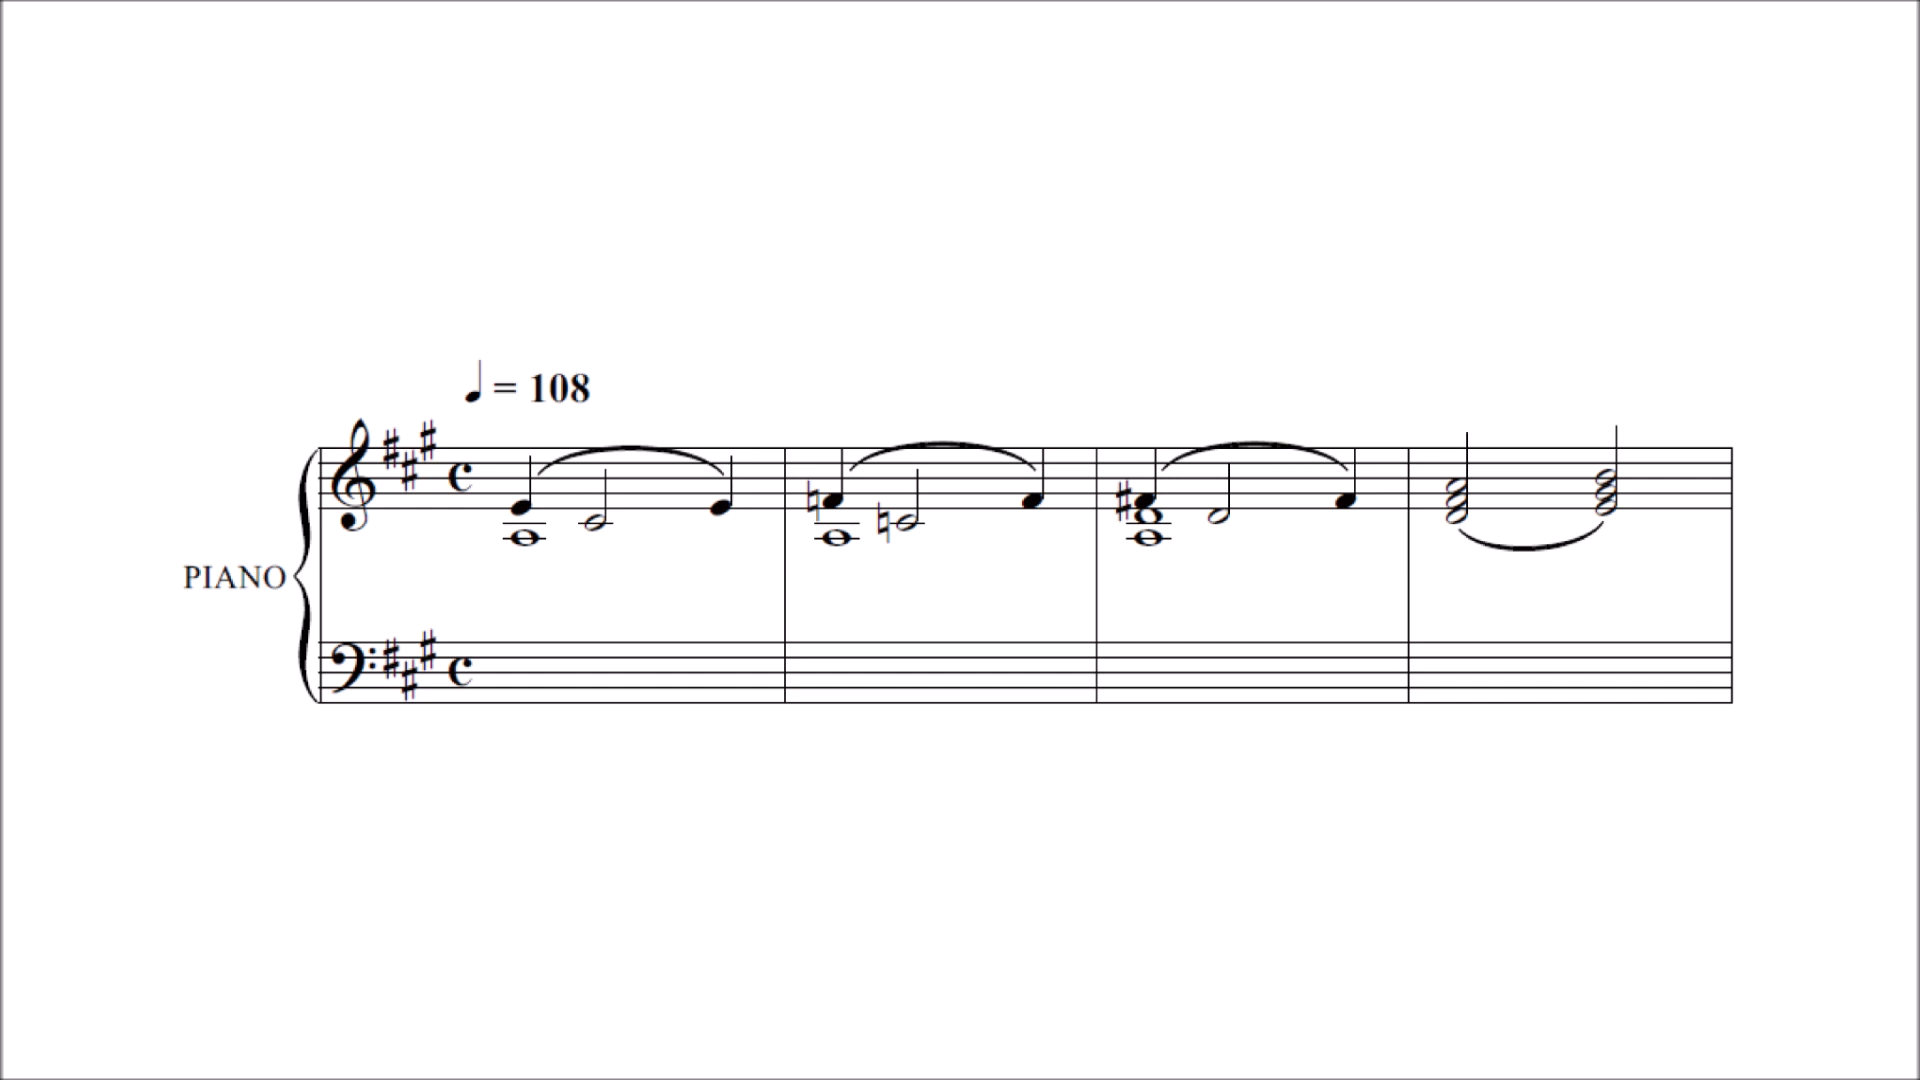 ♩ = 108
PIANO